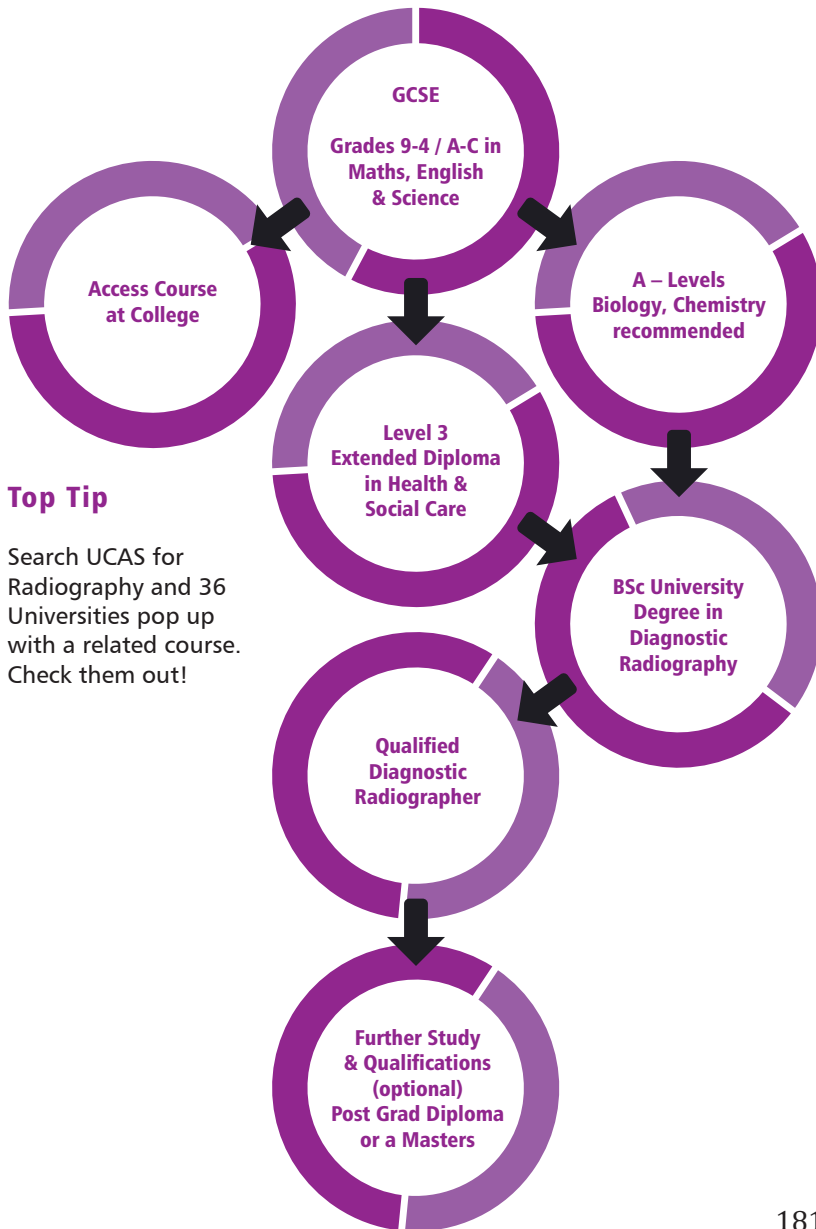 GCSE
Grades 9-4 / A-C in
Maths, English
& Science
Access Course
at College
A – Levels
Biology, Chemistry
recommended
Level 3
Extended Diploma
in Health &
Social Care
Top Tip
Search UCAS for
Radiography and 36
Universities pop up
with a related course.
Check them out!
BSc University
Degree in
Diagnostic
Radiography
Qualified
Diagnostic
Radiographer
Further Study
& Qualifications
(optional)
Post Grad Diploma
or a Masters
181